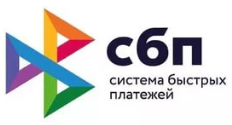 сбп
система быстрых
платежей